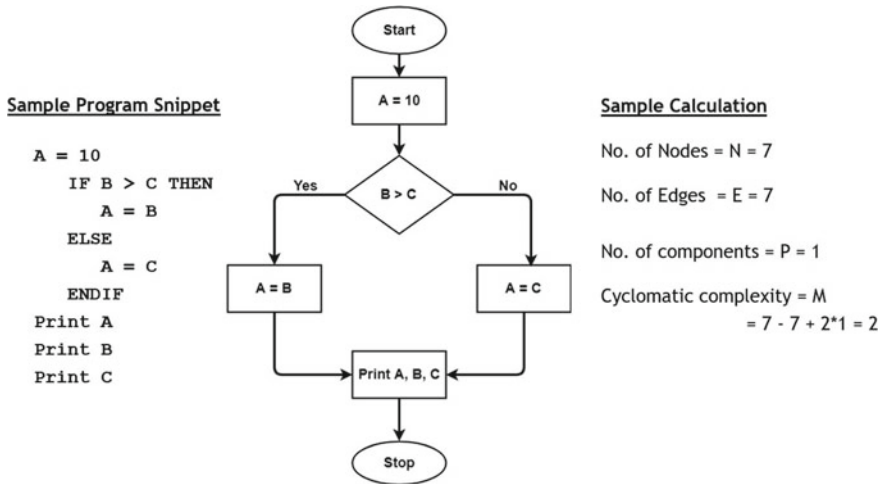 Sample Program Snippet
A = 10
IF B > C THEN
A = B
ELSE
A = C
ENDIF
Print A
Print B
Print C
Start
A = 10
B > C
Yes
No
A = B
A = C
Print A, B, C
Stop
Sample Calculation
No. of Nodes = N = 7
No. of Edges = E = 7
No. of components = P = 1
Cyclomatic complexity = M
= 7 - 7 + 2*1 = 2